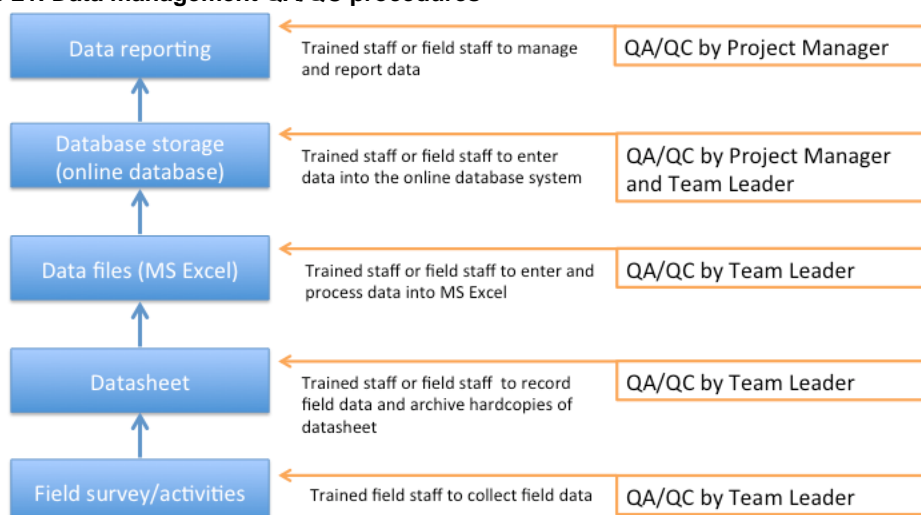 Data management QA/QC procedures
Data reporting
Trained staff or field staff to manage
and report data
QA/QC by Project Manager
Database storage
(online database)
Trained staff or field staff to enter
data into the online database system
QA/QC by Project Manager
and Team Leader
Data files (MS Excel)
Trained staff or field staff to enter and
process data into MS Excel
QA/QC by Team Leader
Datasheet
Trained staff or field staff to record
field data and archive hardcopies of
datasheet
QA/QC by Team Leader
Field survey/activities
Trained field staff to collect field data
QA/QC by Team Leader